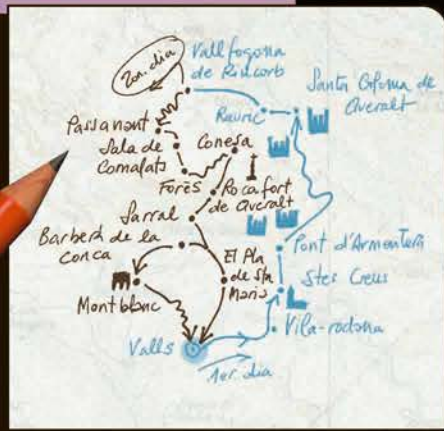 2on. dia
Vallfogona
de Riucorb
Santa Coloma de
Queralt
Rauric
Passanant
Sala de
Comalats
Conesa
Forès
Rocafort
de Queralt
Sarral
Barberà de la
Conca
El Pla
de Sta
Maria
Pont d'Armentera
Stes Creus
Montblanc
Vila-rodona
Valls
1er. dia